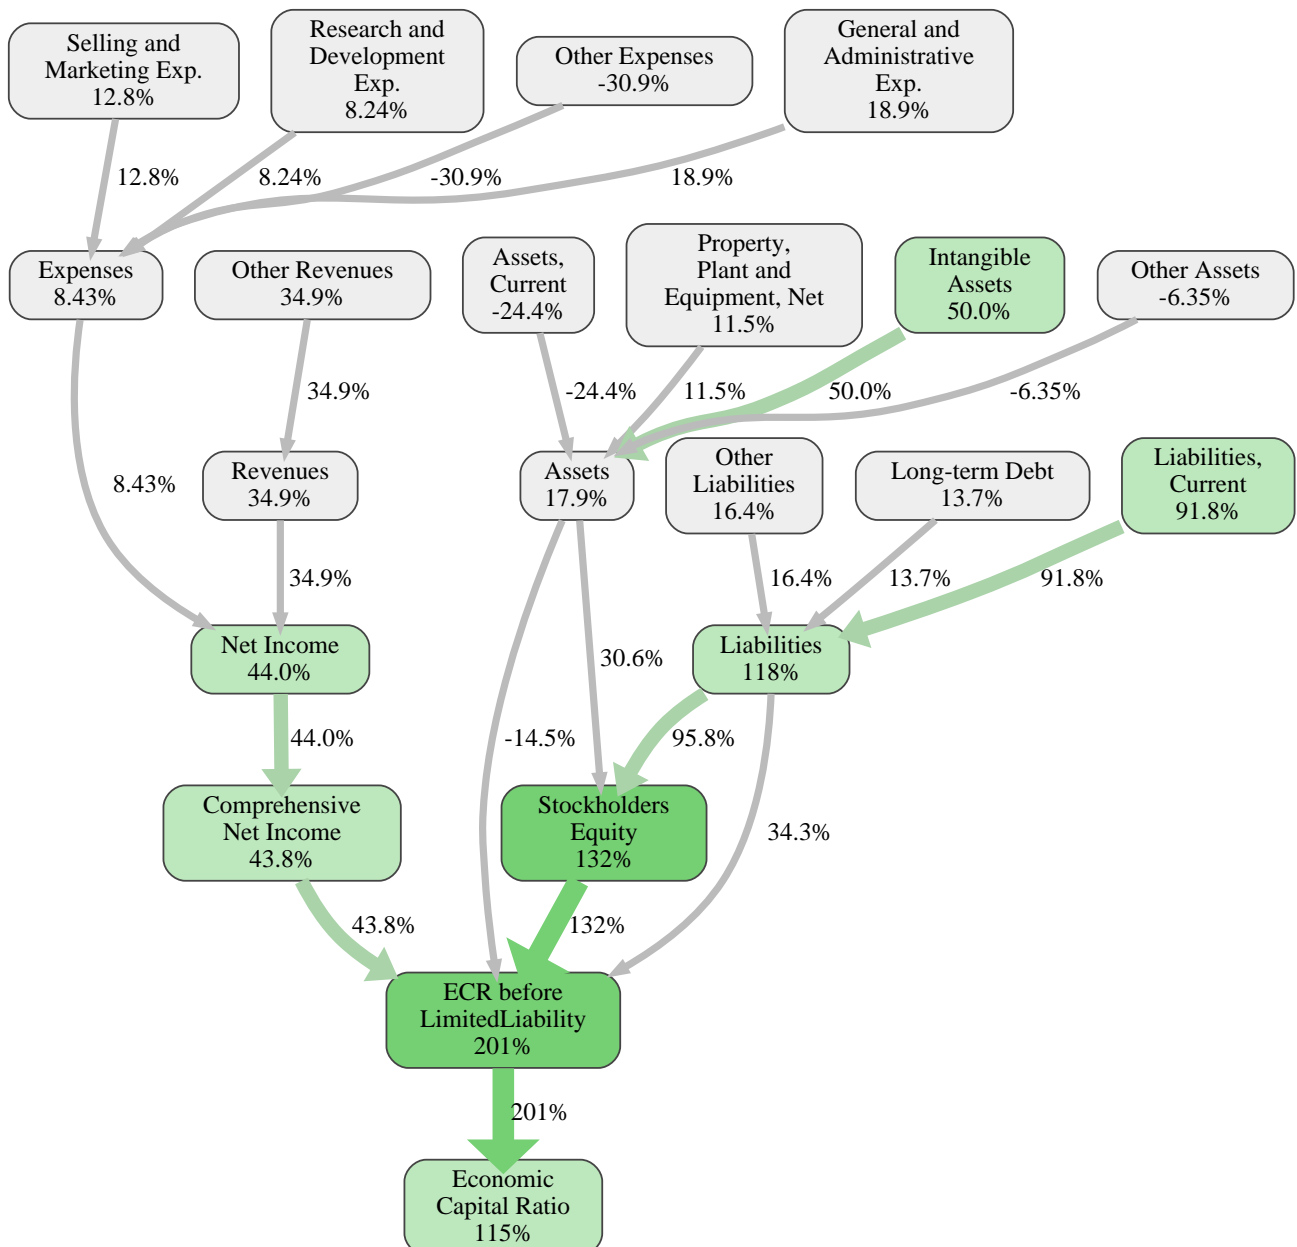 Selling and
Marketing Exp.
12.8%
Research and
Development
Exp.
8.24%
Other Expenses
-30.9%
General and
Administrative
Exp.
18.9%
12.8%
8.24%
-30.9%
18.9%
Expenses
8.43%
Other Revenues
34.9%
Assets,
Current
-24.4%
Property,
Plant and
Equipment, Net
11.5%
Intangible
Assets
50.0%
Other Assets
-6.35%
34.9%
-24.4%
11.5%
50.0%
-6.35%
8.43%
Revenues
34.9%
Assets
17.9%
Other
Liabilities
16.4%
Long-term Debt
13.7%
Liabilities,
Current
91.8%
34.9%
16.4%
13.7%
91.8%
Net Income
44.0%
30.6%
Liabilities
118%
44.0%
-14.5%
95.8%
Comprehensive
Net Income
43.8%
Stockholders
Equity
132%
34.3%
43.8%
132%
ECR before
LimitedLiability
201%
201%
Economic
Capital Ratio
115%